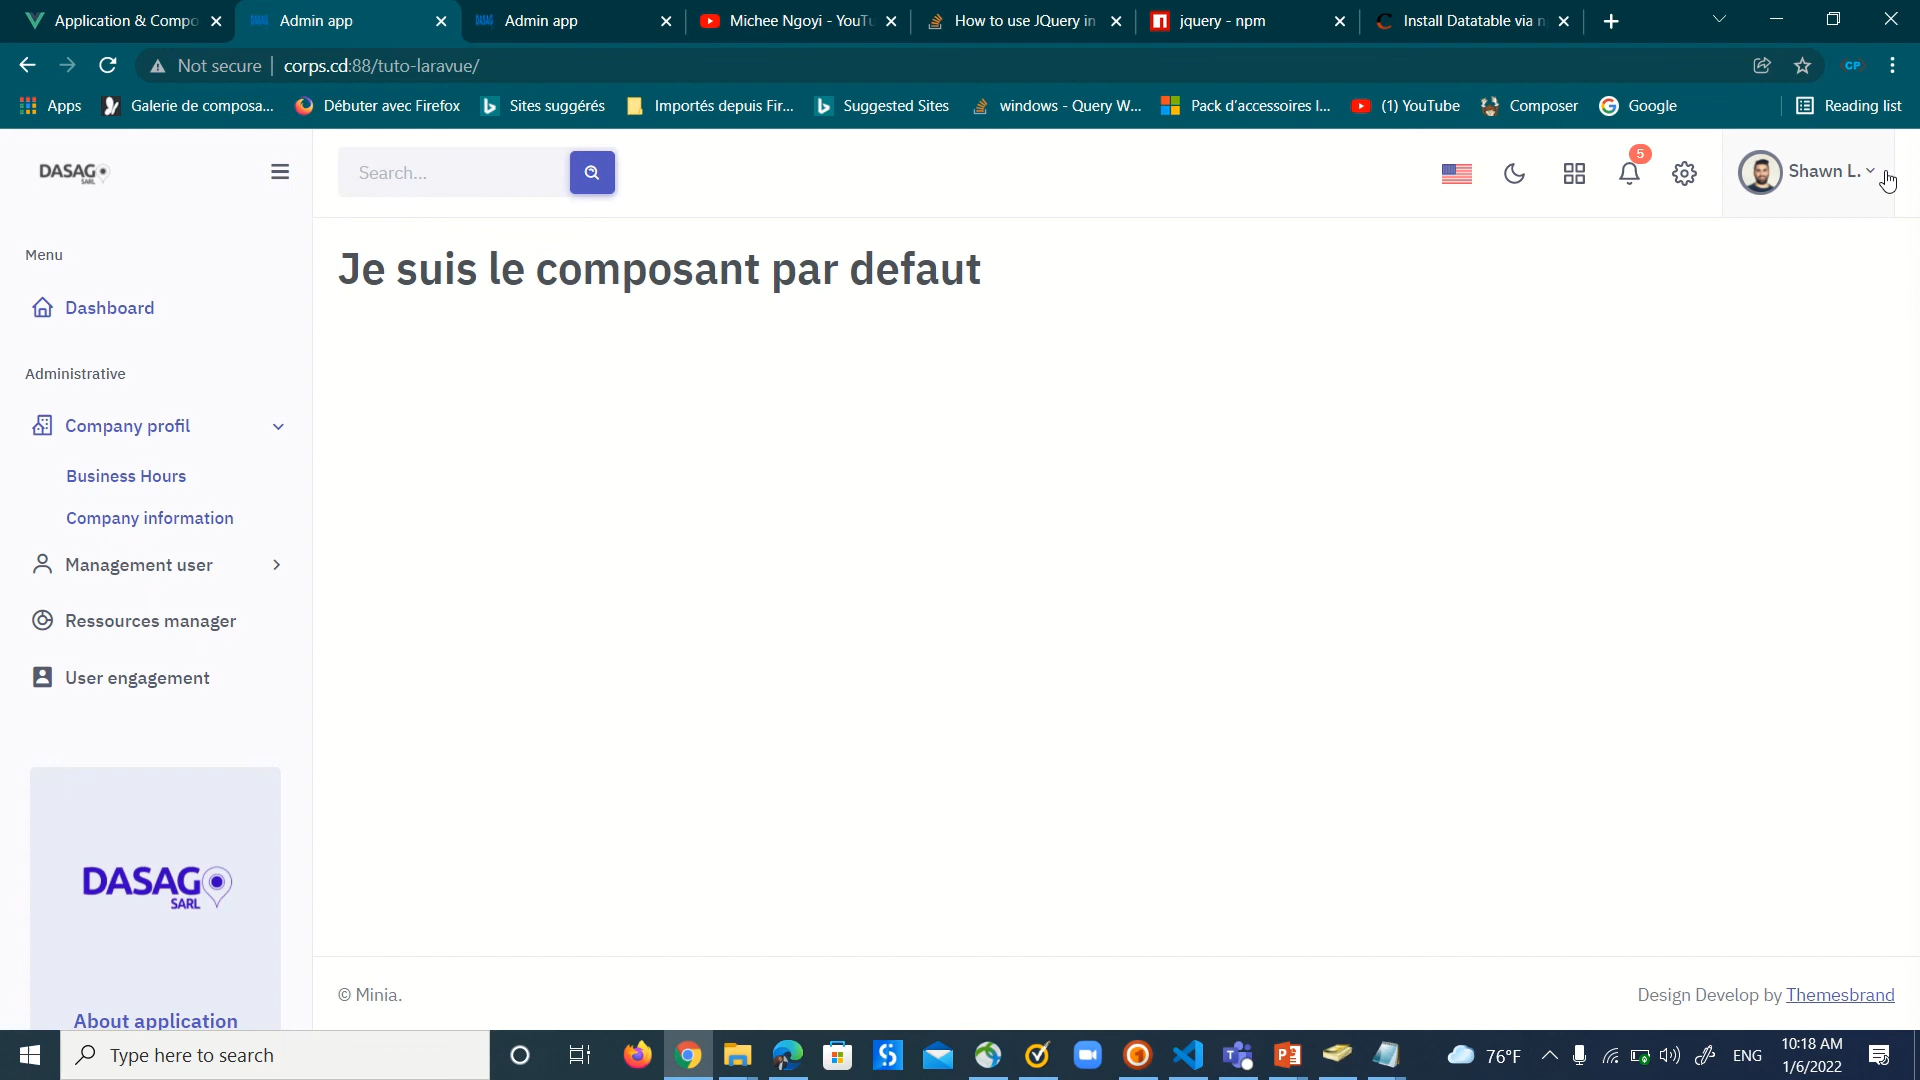 Application & Compo
Admin app
Admin app
Michee Ngoyi - YouTu
How to use JQuery in
jquery - npm
Install Datatable via n
Not secure
corps.cd:88/tuto-laravue/
CP
Apps
Galerie de composa...
Débuter avec Firefox
Sites suggérés
Importés depuis Fir...
Suggested Sites
windows - Query W...
Pack d'accessoires l...
(1) YouTube
Composer
Google
Reading list
DASAG
SARL
Search...
5
Shawn L.
Je suis le composant par defaut
Menu
Dashboard
Administrative
Company profil
Business Hours
Company information
Management user
Ressources manager
User engagement
DASAG
SARL
About application
© Minia.
Design Develop by Themesbrand
Type here to search
76°F
ENG
10:18 AM
1/6/2022